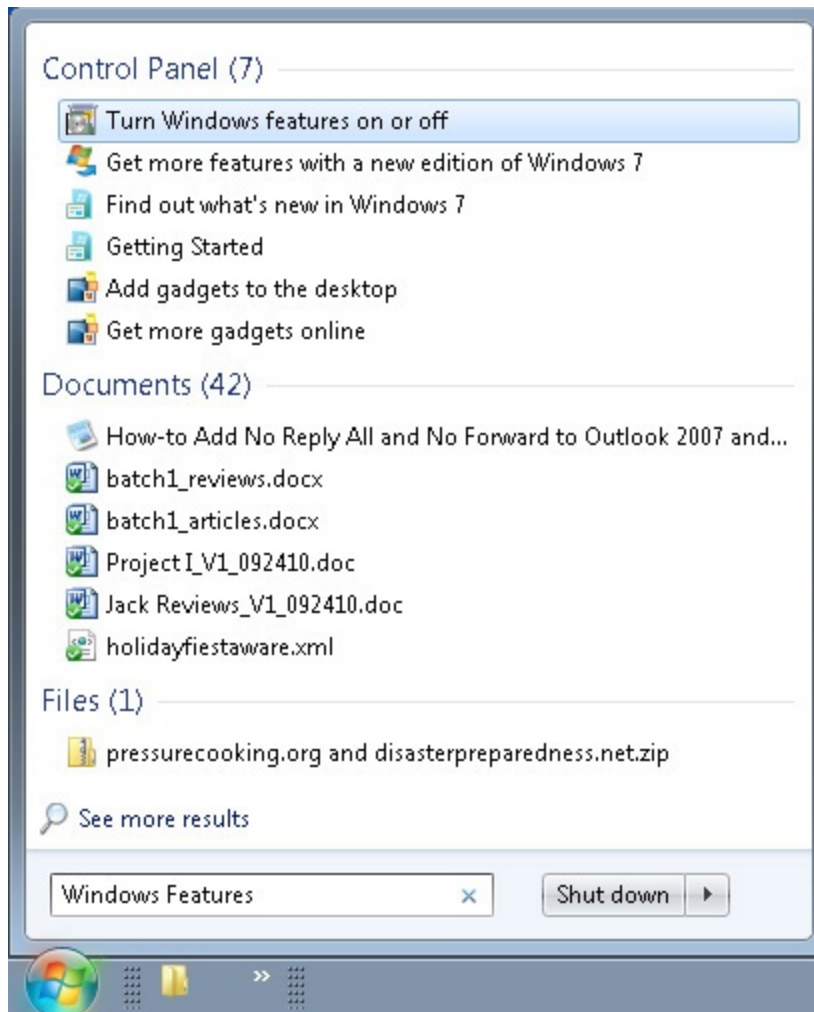 Control Panel (7)
Turn Windows features on or off
Get more features with a new edition of Windows 7
Find out what's new in Windows 7
Getting Started
Add gadgets to the desktop
Get more gadgets online
Documents (42)
How-to Add No Reply All and No Forward to Outlook 2007 and...
batch1_reviews.docx
batch1_articles.docx
Project I_V1_092410.doc
Jack Reviews_V1_092410.doc
holidayfiestaware.xml
Files (1)
pressurecooking.org and disasterpreparedness.net.zip
See more results
Windows Features
Shut down